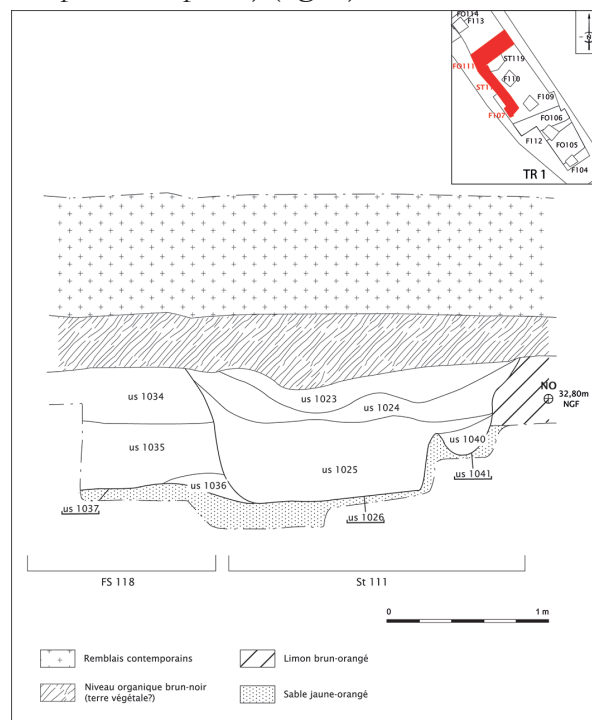 FO114
F113
FO111
ST119
F110
F107
F109
FO106
F112
FO105
F104
TR 1
us 1034
us 1023
us 1024
NO
32,80m
NGF
us 1035
us 1040
us 1025
us 1036
us 1041
us 1037
us 1026
FS 118
St 111
0
1 m
Remblais contemporains
Limon brun-orangé
Niveau organique brun-noir
(terre végétale?)
Sable jaune-orangé